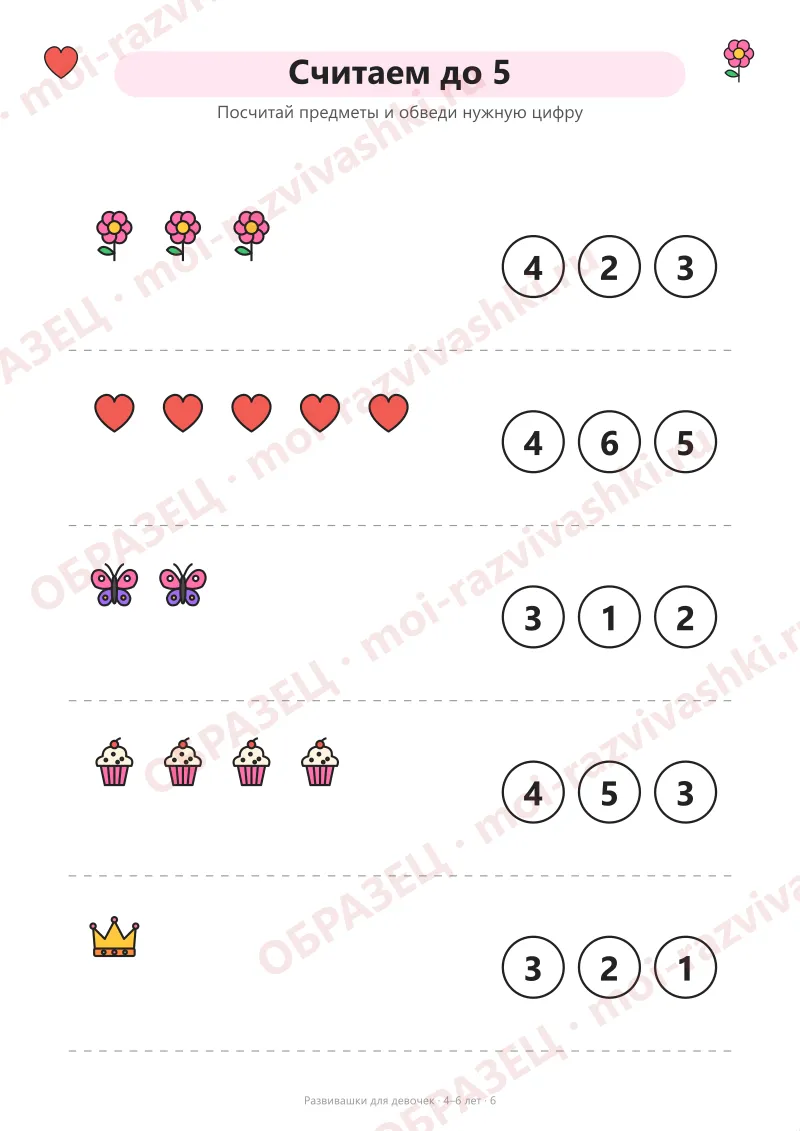 Считаем до 5
Посчитай предметы и обведи нужную цифру
4 2 3
4 6 5
3 1 2
4 5 3
3 2 1
Развивашки для девочек · 4–6 лет · 6
ОБРАЗЕЦ · moi-razvivashki.ru